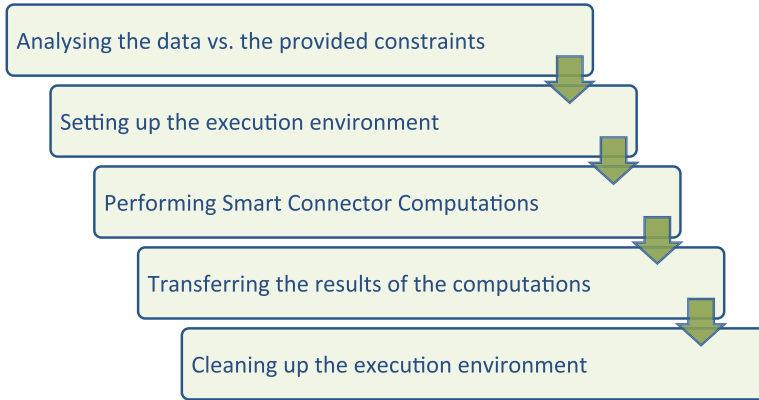 Analysing the data vs. the provided constraints
Setting up the execution environment
Performing Smart Connector Computations
Transferring the results of the computations
Cleaning up the execution environment